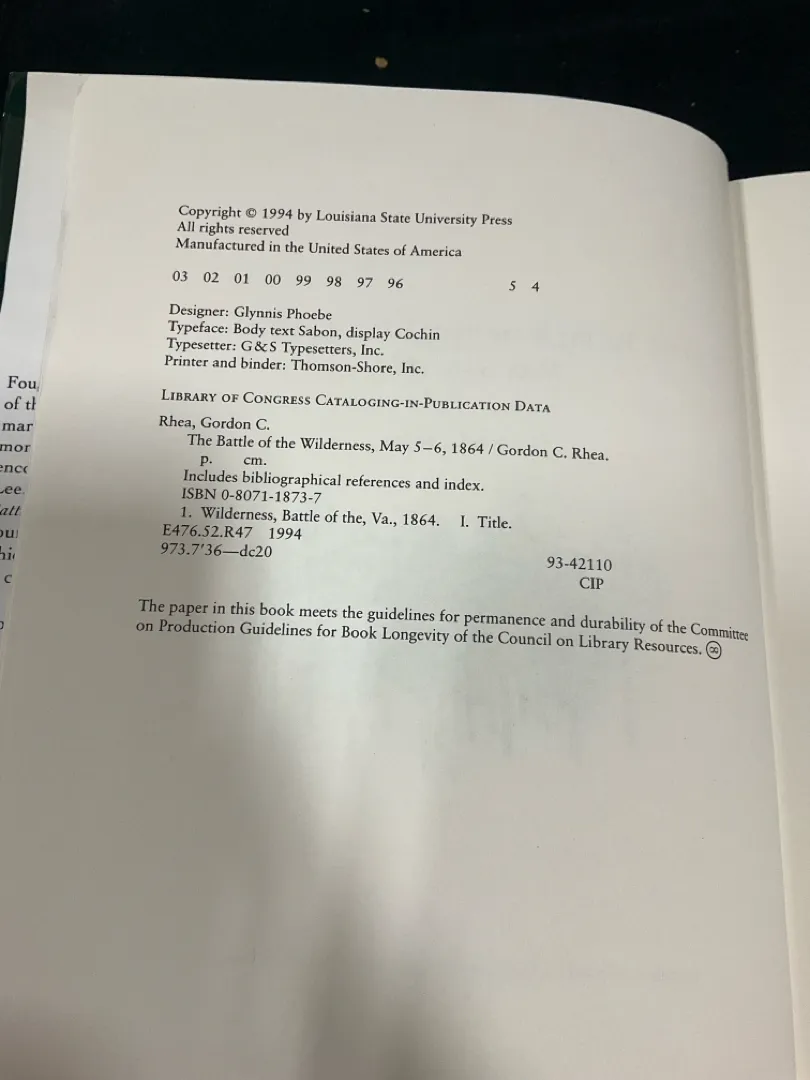 Copyright © 1994 by Louisiana State University Press
All rights reserved
Manufactured in the United States of America
03 02 01 00 99 98 97 96 5 4
Designer: Glynnis Phoebe
Typeface: Body text Sabon, display Cochin
Typesetter: G&S Typesetters, Inc.
Printer and binder: Thomson-Shore, Inc.
LIBRARY OF CONGRESS CATALOGING-IN-PUBLICATION DATA
Rhea, Gordon C.
The Battle of the Wilderness, May 5–6, 1864 / Gordon C. Rhea.
p. cm.
Includes bibliographical references and index.
ISBN 0-8071-1873-7
1. Wilderness, Battle of the, Va., 1864. I. Title.
E476.52.R47 1994
973.7'36—dc20
93-42110
CIP
The paper in this book meets the guidelines for permanence and durability of the Committee
on Production Guidelines for Book Longevity of the Council on Library Resources. ∞
Fou
of th
mar
mor